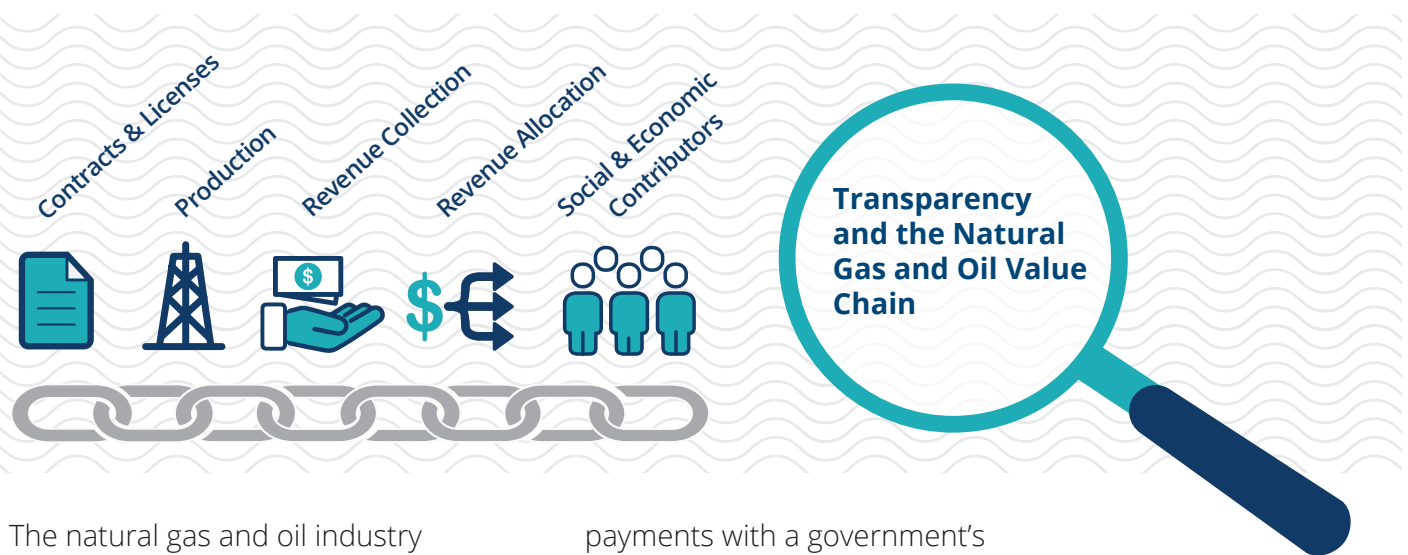 Contracts & Licenses
Production
Revenue Collection
Revenue Allocation
Social & Economic
Contributors
$
$
Transparency
and the Natural
Gas and Oil Value
Chain
The natural gas and oil industry
payments with a government’s